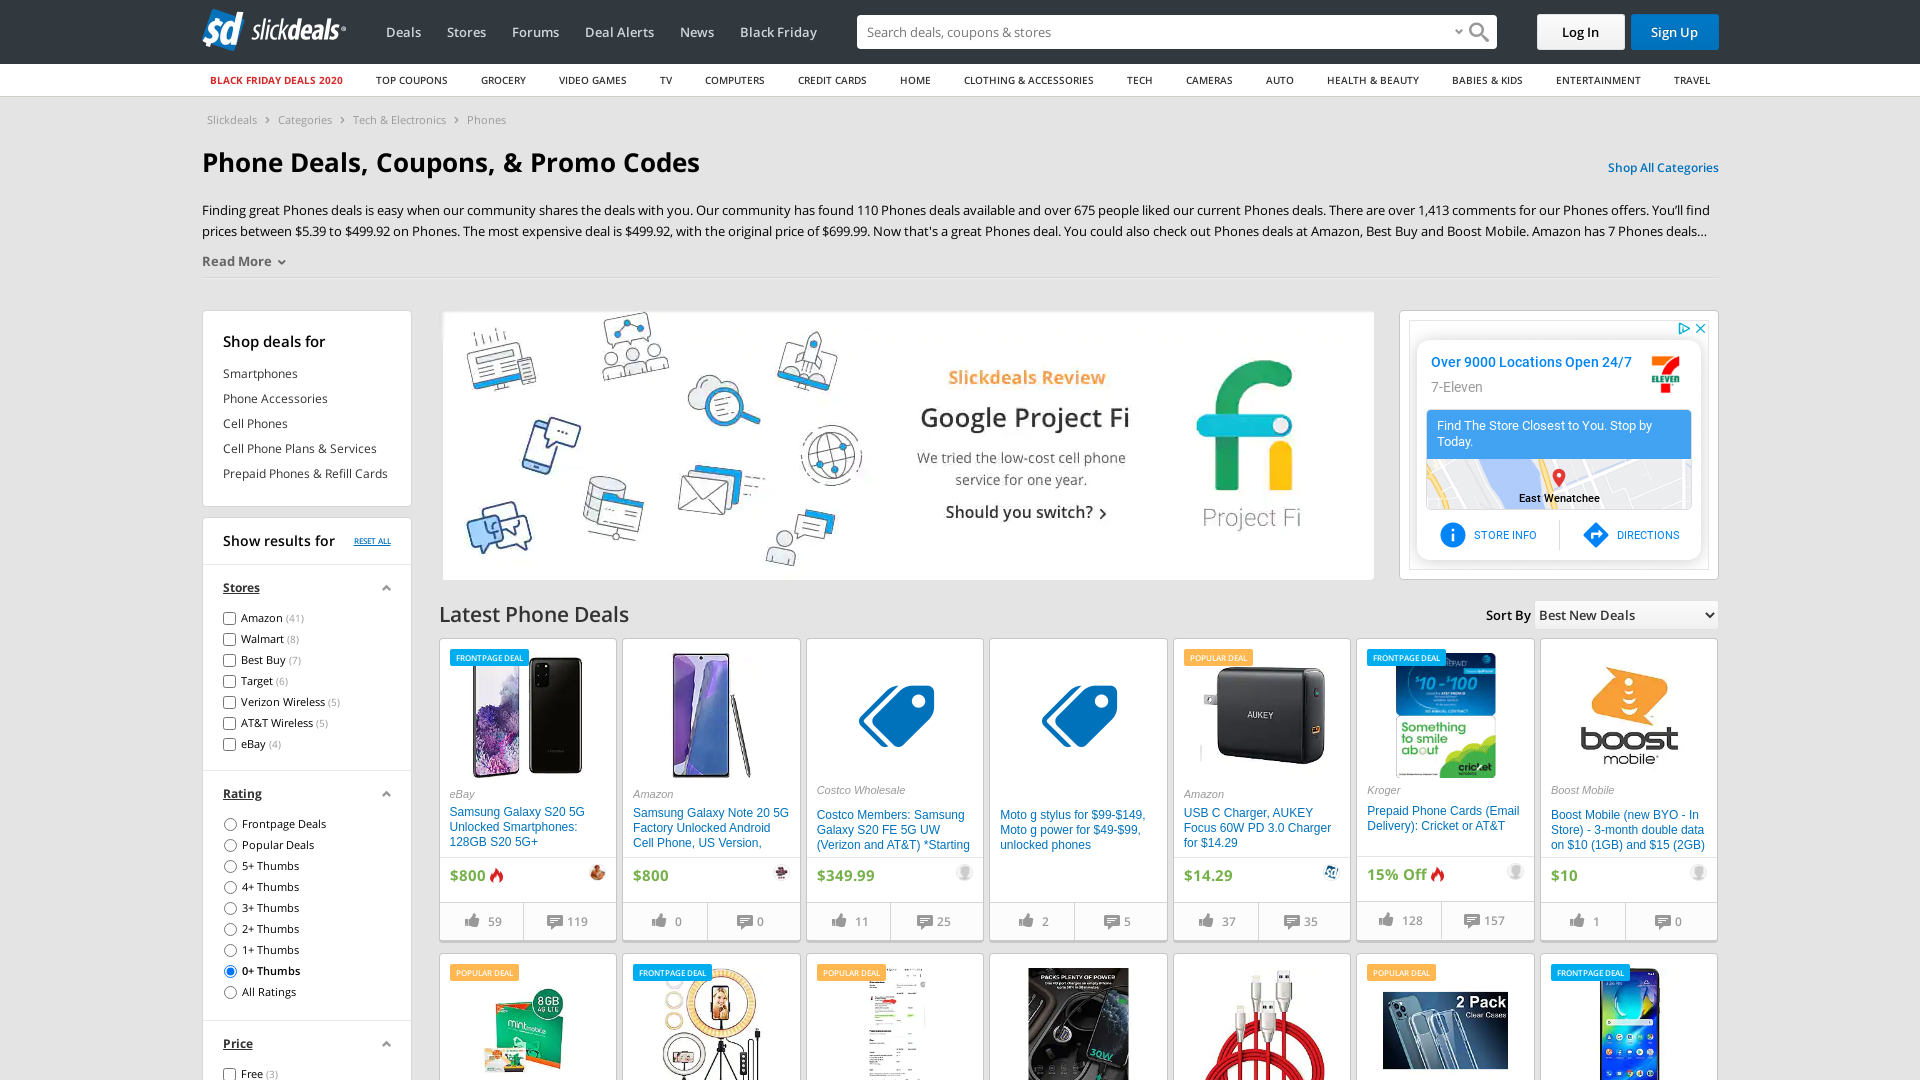 slickdeals
Deals
Stores
Forums
Deal Alerts
News
Black Friday
Search deals, coupons & stores
Log In
Sign Up
BLACK FRIDAY DEALS 2020
TOP COUPONS
GROCERY
VIDEO GAMES
TV
COMPUTERS
CREDIT CARDS
HOME
CLOTHING & ACCESSORIES
TECH
CAMERAS
AUTO
HEALTH & BEAUTY
BABIES & KIDS
ENTERTAINMENT
TRAVEL
Slickdeals > Categories > Tech & Electronics > Phones
Phone Deals, Coupons, & Promo Codes
Shop All Categories
Finding great Phones deals is easy when our community shares the deals with you. Our community has found 110 Phones deals available and over 675 people liked our current Phones deals. There are over 1,413 comments for our Phones offers. You'll find
prices between $5.39 to $499.92 on Phones. The most expensive deal is $499.92, with the original price of $699.99. Now that's a great Phones deal. You could also check out Phones deals at Amazon, Best Buy and Boost Mobile. Amazon has 7 Phones deals...
Read More
Shop deals for
Smartphones
Phone Accessories
Cell Phones
Cell Phone Plans & Services
Prepaid Phones & Refill Cards
Show results for
RESET ALL
Stores
Amazon (41)
Walmart (8)
Best Buy (7)
Target (6)
Verizon Wireless (5)
AT&T Wireless (5)
eBay (4)
Rating
Frontpage Deals
Popular Deals
5+ Thumbs
4+ Thumbs
3+ Thumbs
2+ Thumbs
1+ Thumbs
0+ Thumbs
All Ratings
Price
Free (3)
Slickdeals Review
Google Project Fi
We tried the low-cost cell phone
service for one year.
Should you switch? >
Project Fi
Over 9000 Locations Open 24/7
7-Eleven
ELEVEN
Find The Store Closest to You. Stop by
Today.
East Wenatchee
STORE INFO
DIRECTIONS
Latest Phone Deals
Sort By
Best New Deals
FRONTPAGE DEAL
eBay
Samsung Galaxy S20 5G
Unlocked Smartphones:
128GB S20 5G+
$800
59
119
Amazon
Samsung Galaxy Note 20 5G
Factory Unlocked Android
Cell Phone, US Version,
$800
0
0
Costco Wholesale
Costco Members: Samsung
Galaxy S20 FE 5G UW
(Verizon and AT&T) *Starting
$349.99
11
25
Moto g stylus for $99-$149,
Moto g power for $49-$99,
unlocked phones
2
5
POPULAR DEAL
AUKEY
Amazon
USB C Charger, AUKEY
Focus 60W PD 3.0 Charger
for $14.29
$14.29
37
35
FRONTPAGE DEAL
$10-$100
Something
to smile
about
cricket
Kroger
Prepaid Phone Cards (Email
Delivery): Cricket or AT&T
15% Off
128
157
boost
mobile
Boost Mobile
Boost Mobile (new BYO - In
Store) - 3-month double data
on $10 (1GB) and $15 (2GB)
$10
1
0
POPULAR DEAL
8GB
4G LTE
mint
mobile
FRONTPAGE DEAL
POPULAR DEAL
PACKS PLENTY OF POWER
30W
POPULAR DEAL
2 Pack
Clear Cases
FRONTPAGE DEAL